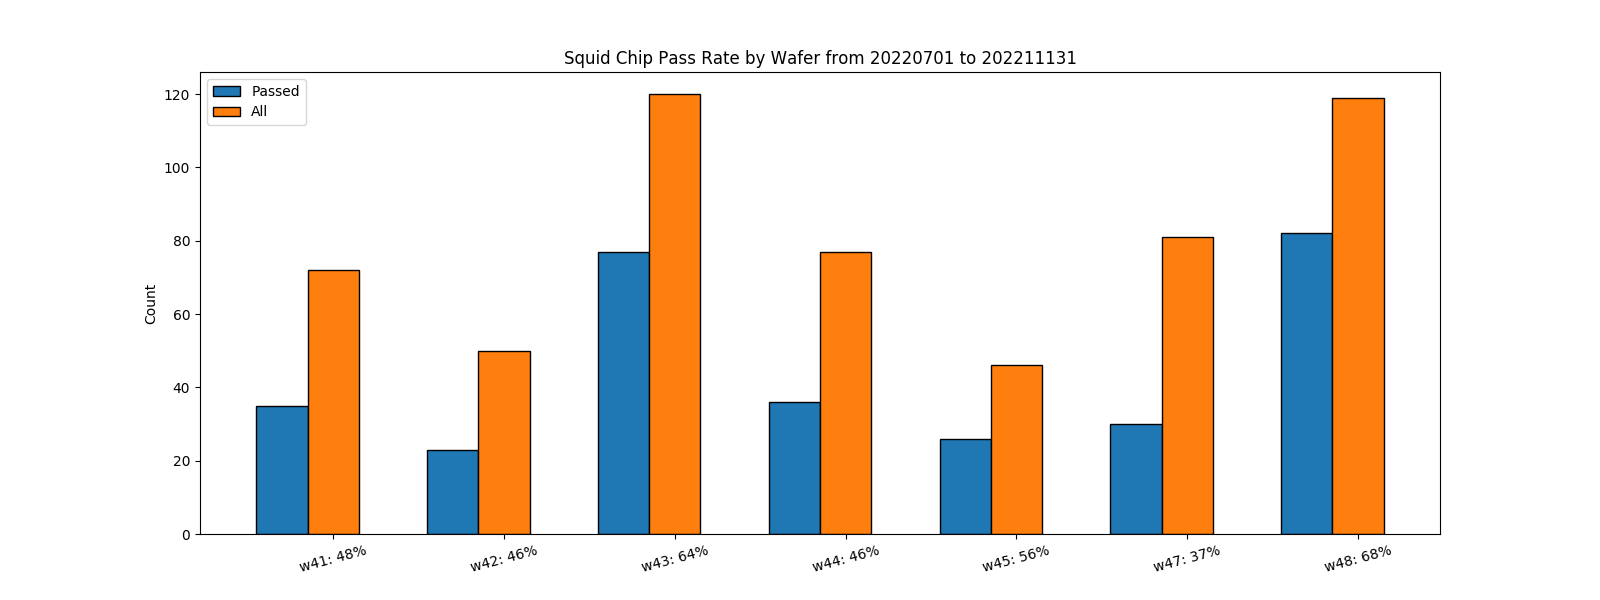 Squid Chip Pass Rate by Wafer from 20220701 to 202211131
Passed
All
120
100
80
60
40
20
0
Count
w41: 48%
w42: 46%
w43: 64%
w44: 46%
w45: 56%
w47: 37%
w48: 68%